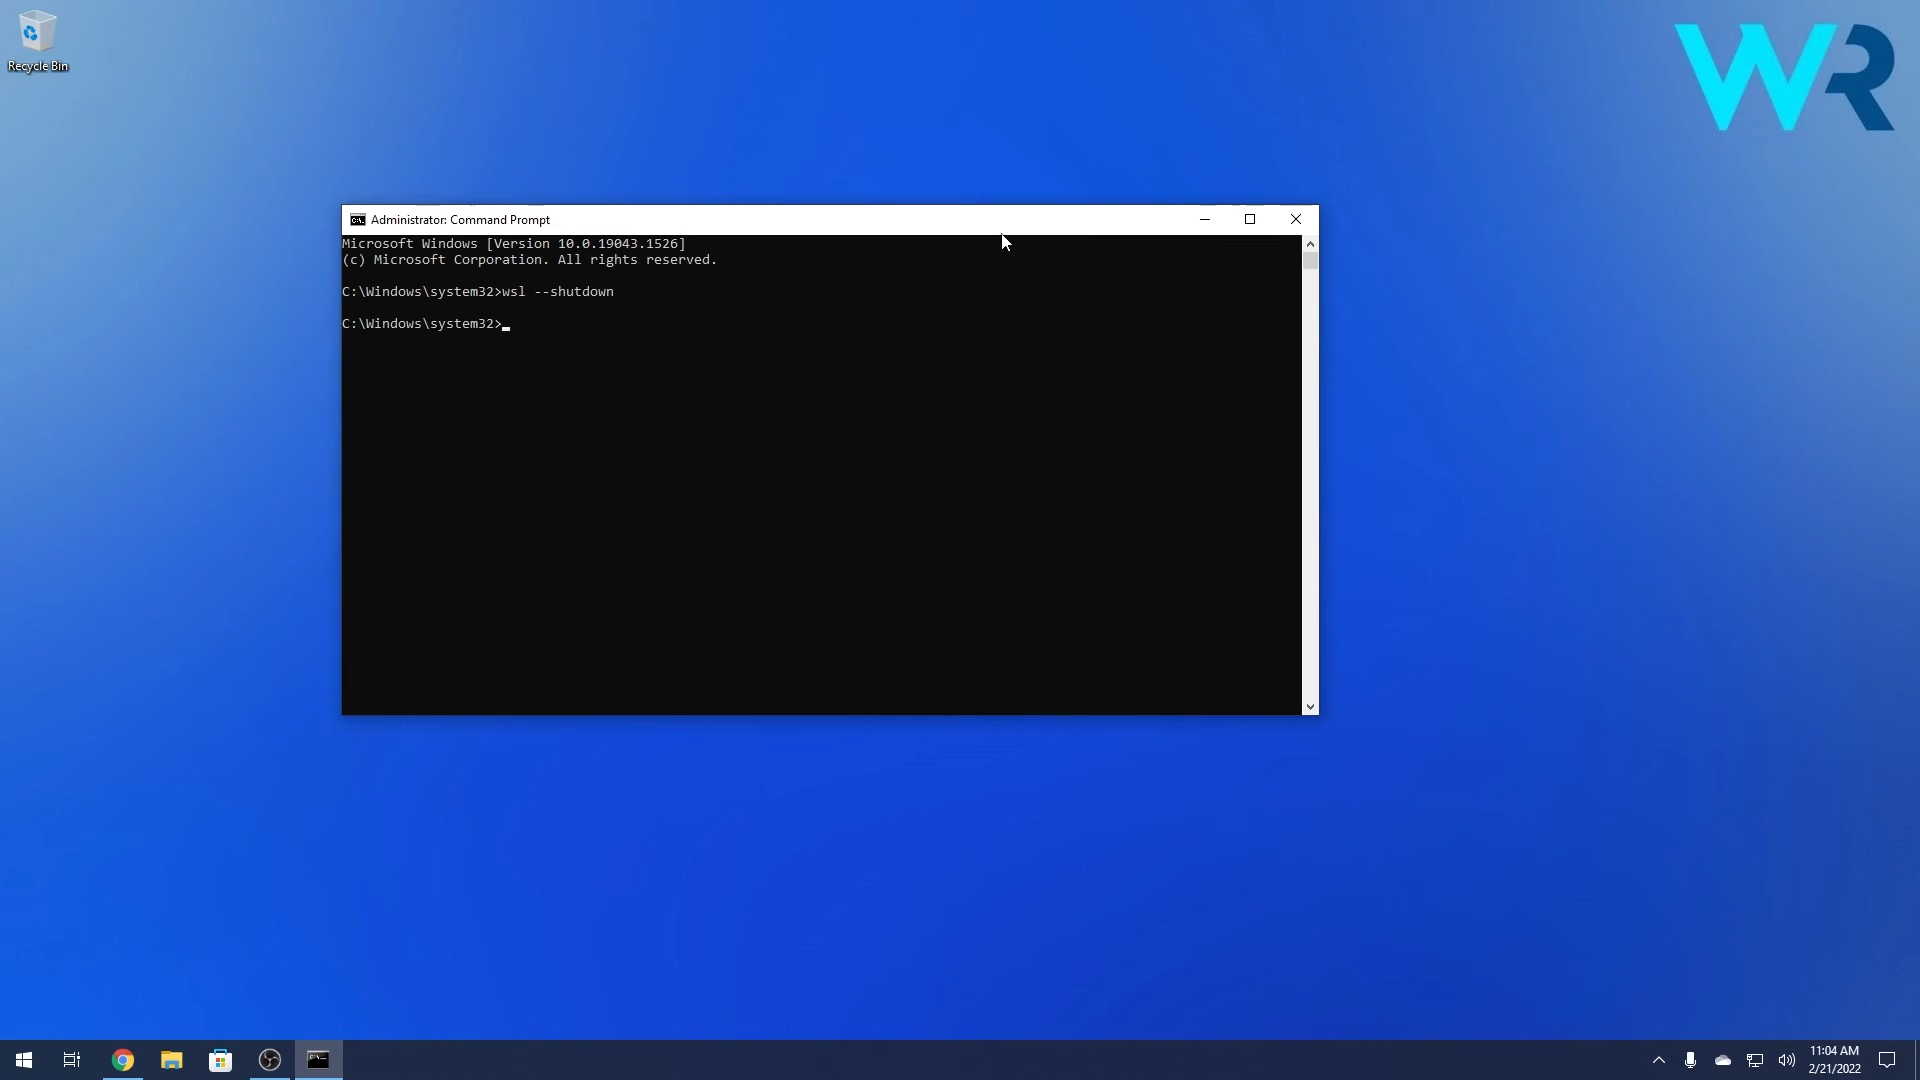 Recycle Bin
WR
Administrator: Command Prompt
Microsoft Windows [Version 10.0.19043.1526]
(c) Microsoft Corporation. All rights reserved.
C:\Windows\system32>wsl --shutdown
C:\Windows\system32>
11:04 AM
2/21/2022